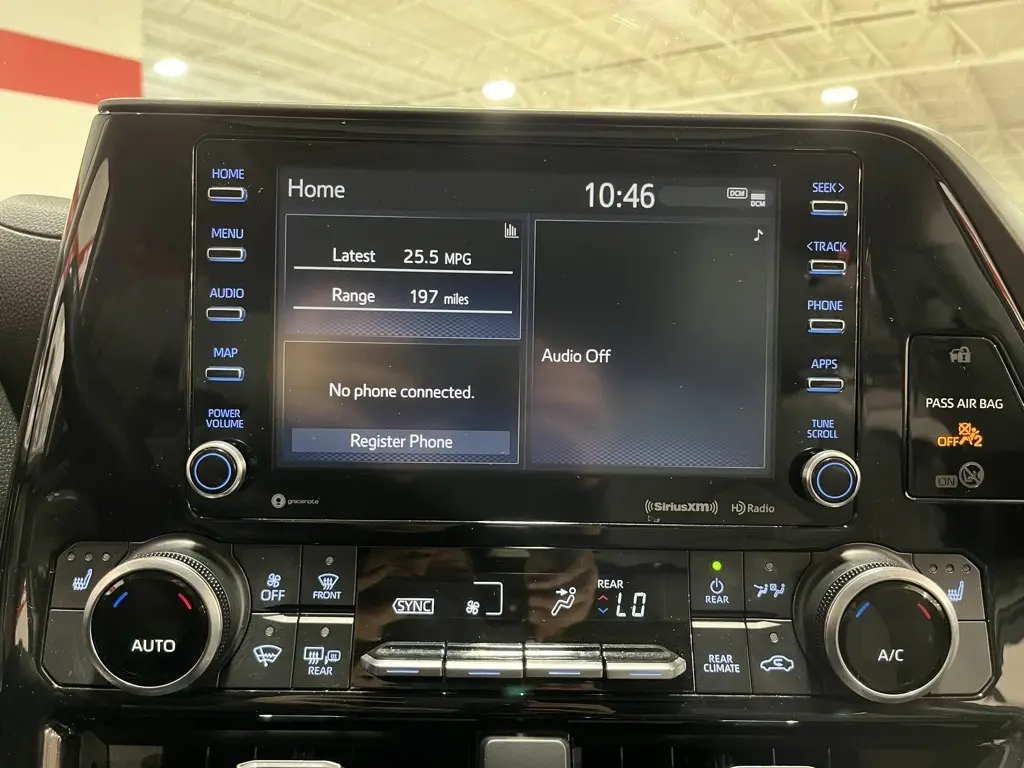 HOME
MENU
AUDIO
MAP
POWER
VOLUME
Home
10:46
DCM
DCM
Latest 25.5 MPG
Range 197 miles
No phone connected.
Register Phone
Audio Off
SEEK>
<TRACK
PHONE
APPS
TUNE
SCROLL
PASS AIR BAG
OFF 2
ON
gracenote
((SiriusXM))
HD Radio
AUTO
OFF
FRONT
REAR
SYNC
REAR
LO
REAR
REAR
CLIMATE
A/C